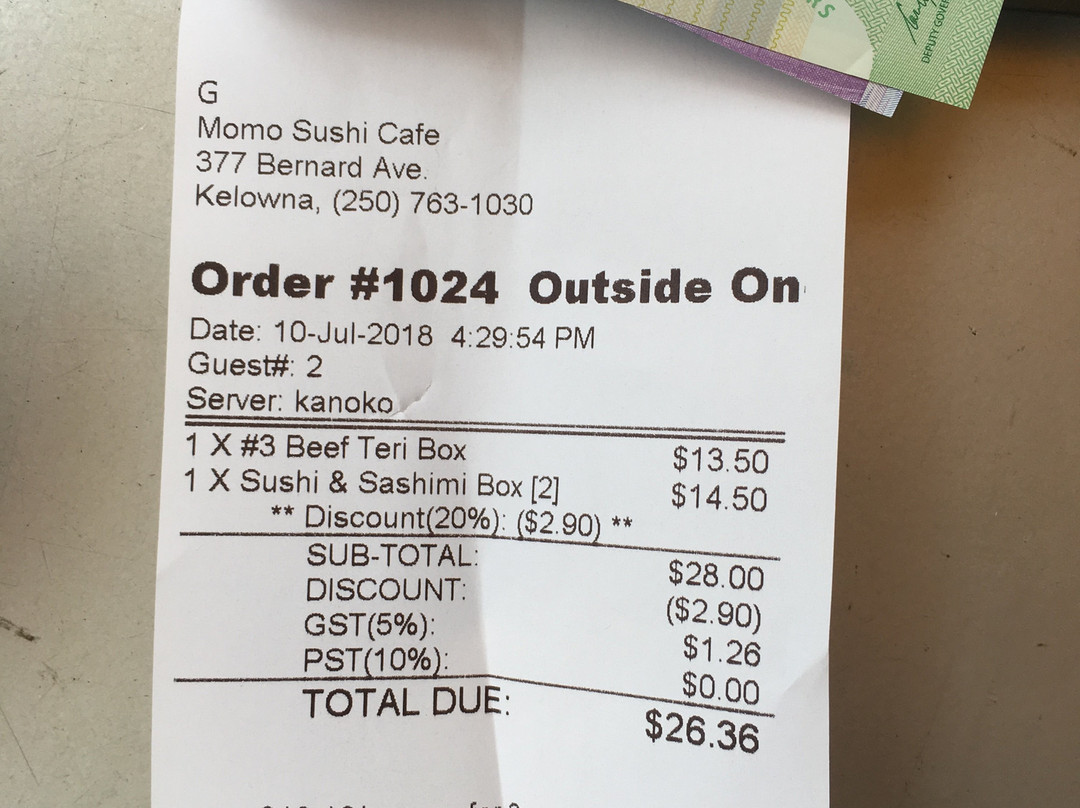 RS
DEPUTY GOVE
G
Momo Sushi Cafe
377 Bernard Ave.
Kelowna, (250) 763-1030
Order #1024 Outside On
Date: 10-Jul-2018 4:29:54 PM
Guest#: 2
Server: kanoko
1 X #3 Beef Teri Box $13.50
1 X Sushi & Sashimi Box [2] $14.50
** Discount(20%): ($2.90) **
SUB-TOTAL: $28.00
DISCOUNT: ($2.90)
GST(5%): $1.26
PST(10%): $0.00
TOTAL DUE: $26.36